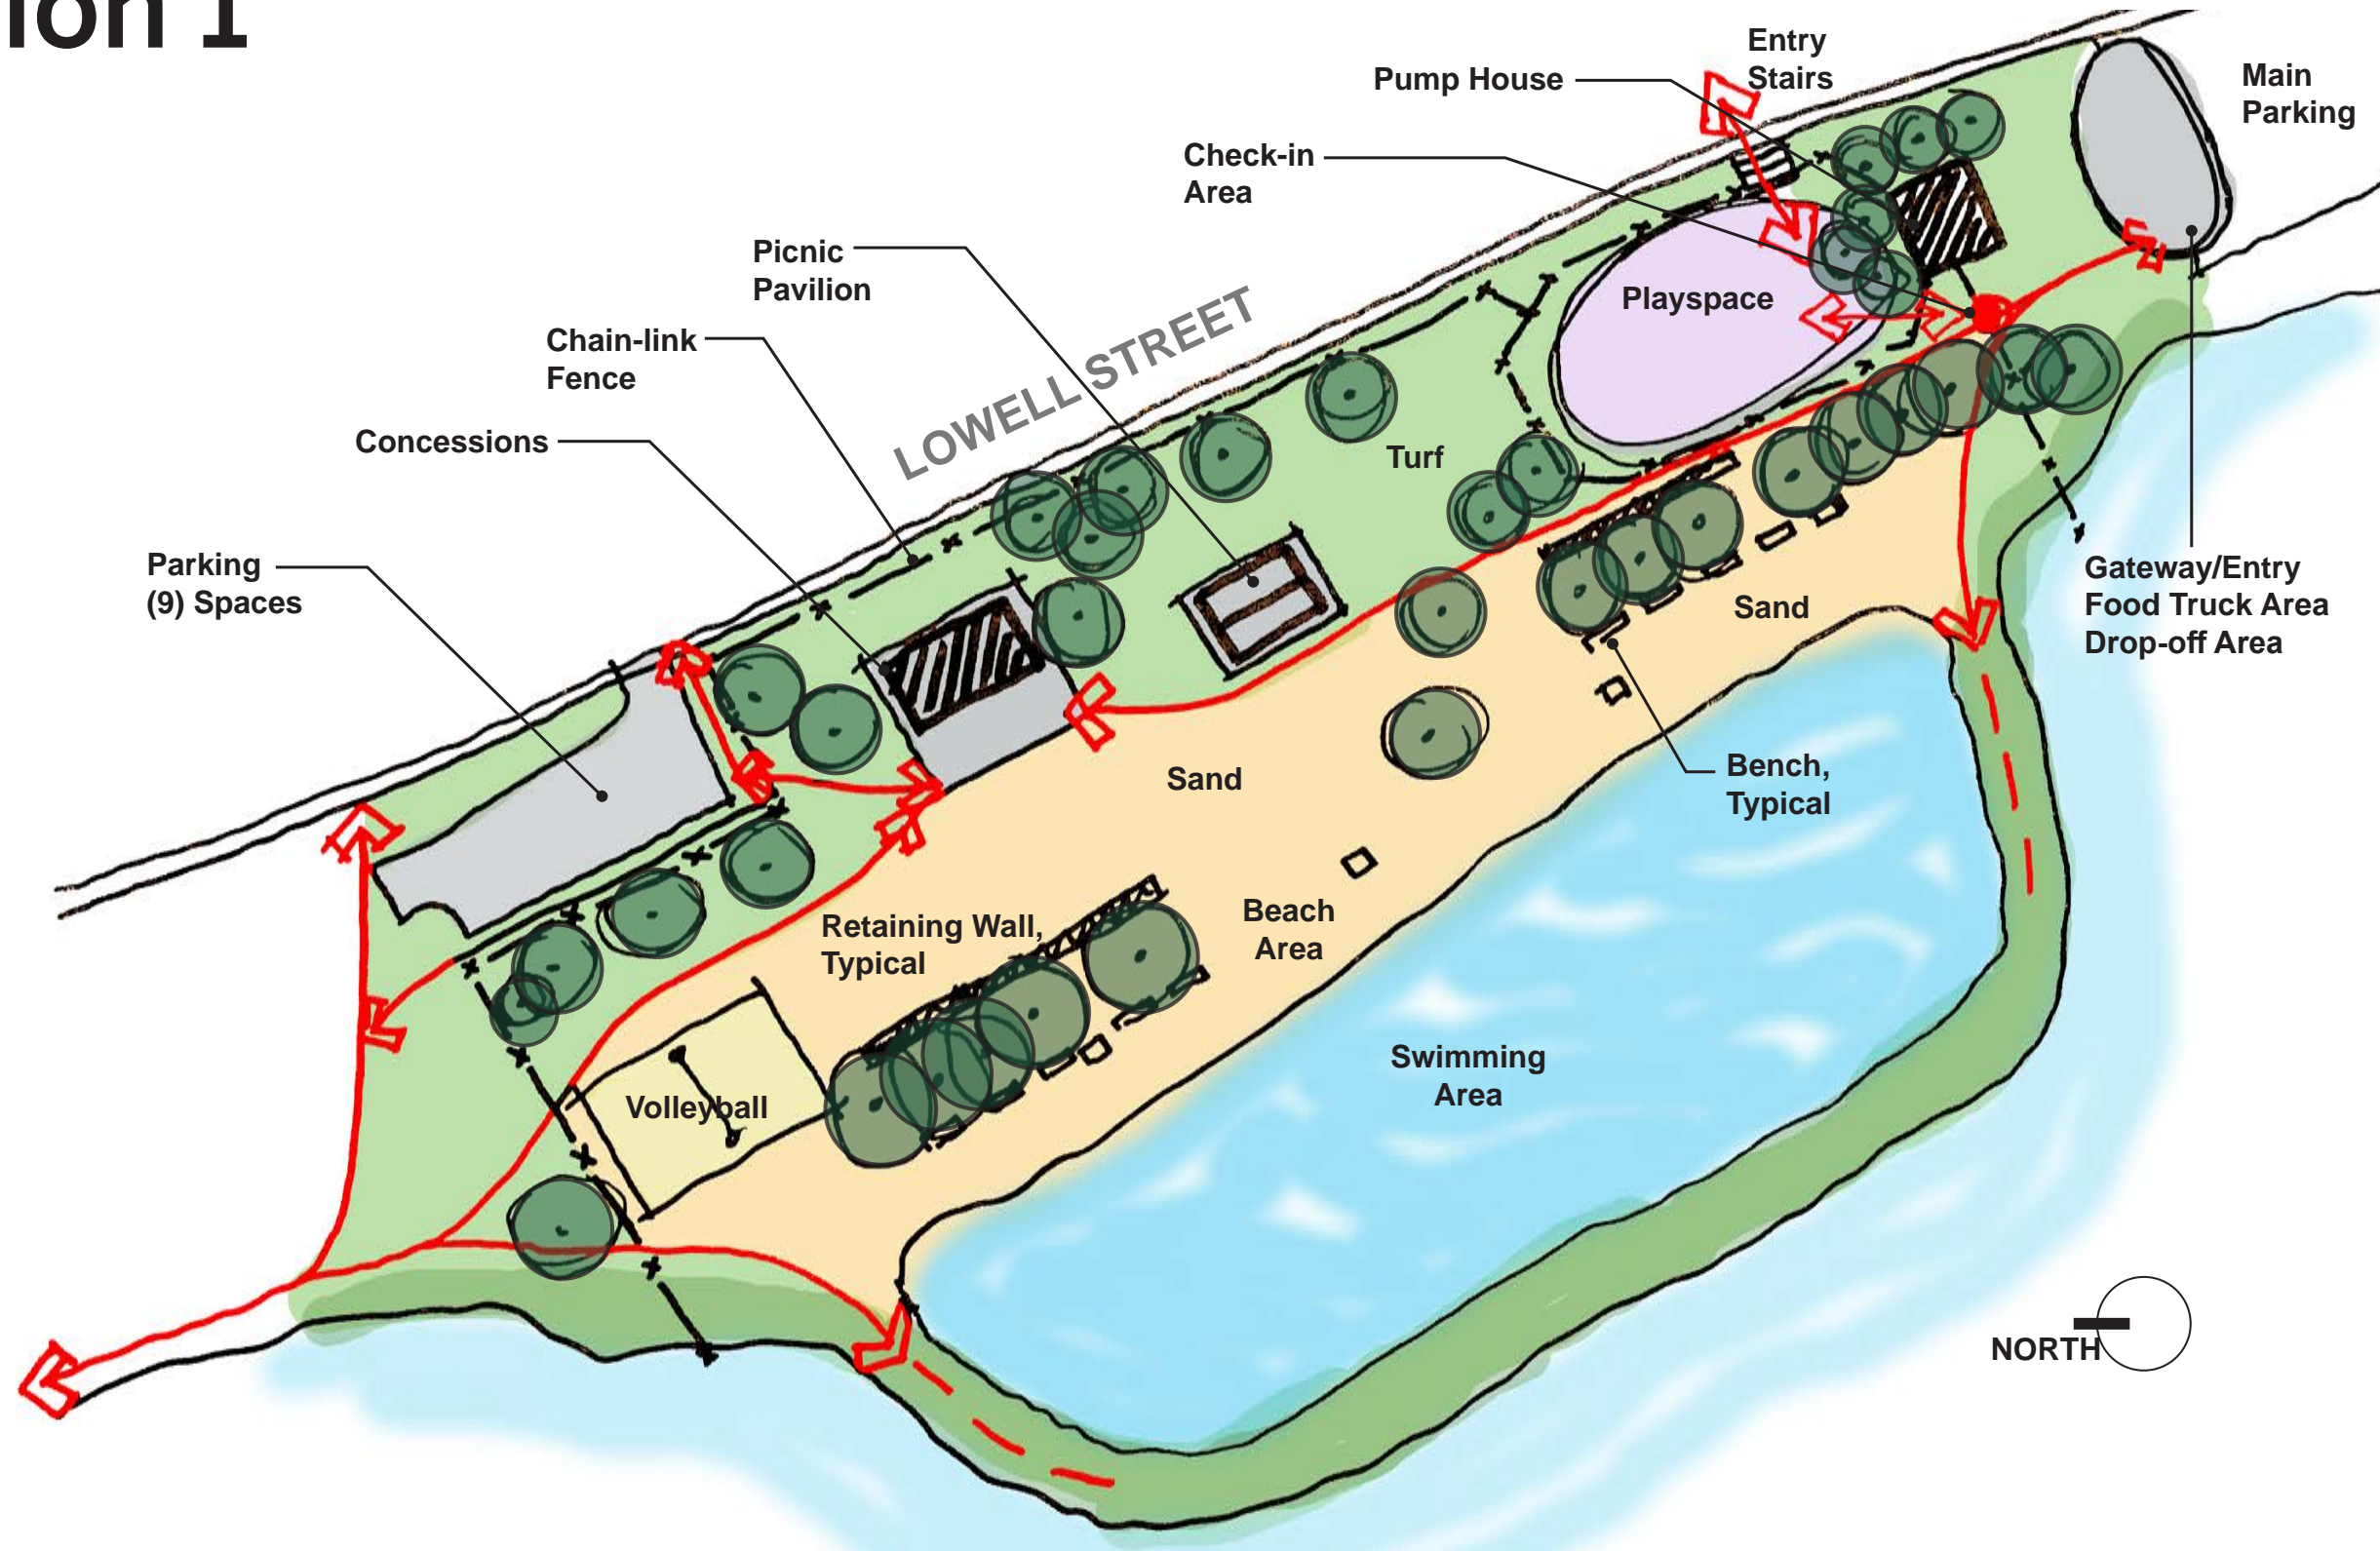 ion 1
Entry
Stairs
Pump House
Main
Parking
Check-in
Area
Picnic
Pavilion
Playspace
Chain-link
Fence
LOWELL STREET
Concessions
Turf
Parking
(9) Spaces
Gateway/Entry
Food Truck Area
Drop-off Area
Sand
Sand
Bench,
Typical
Retaining Wall,
Typical
Beach
Area
Swimming
Area
Volleyball
NORTH